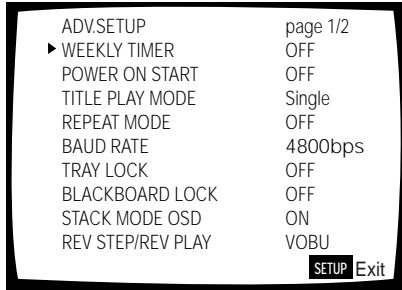 ADV.SETUP page 1/2
WEEKLY TIMER OFF
POWER ON START OFF
TITLE PLAY MODE Single
REPEAT MODE OFF
BAUD RATE 4800bps
TRAY LOCK OFF
BLACKBOARD LOCK OFF
STACK MODE OSD ON
REV STEP/REV PLAY VOBU
SETUP Exit